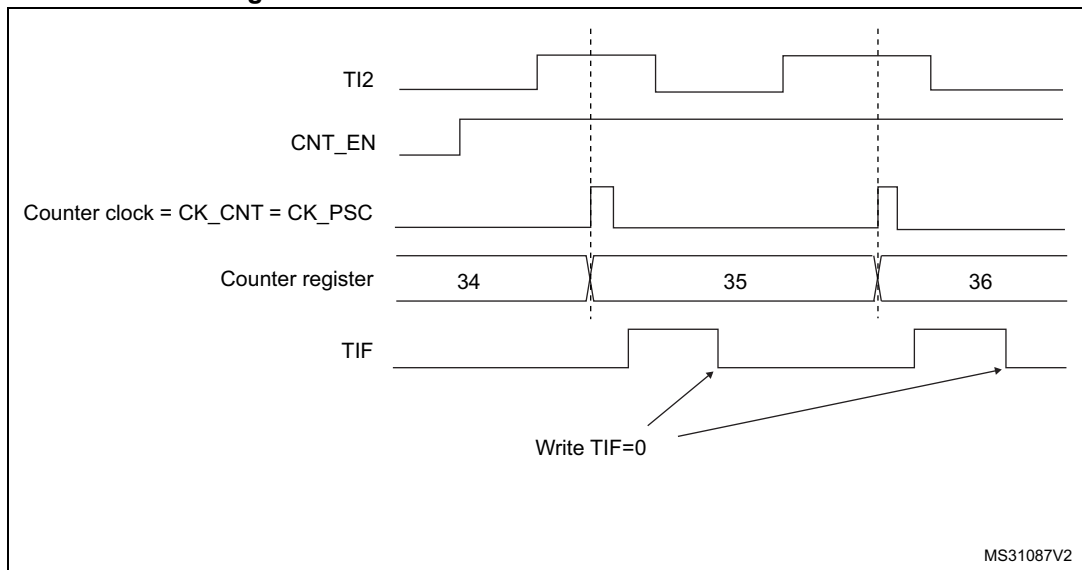 TI2
CNT_EN
Counter clock = CK_CNT = CK_PSC
Counter register 34 35 36
TIF
Write TIF=0
MS31087V2